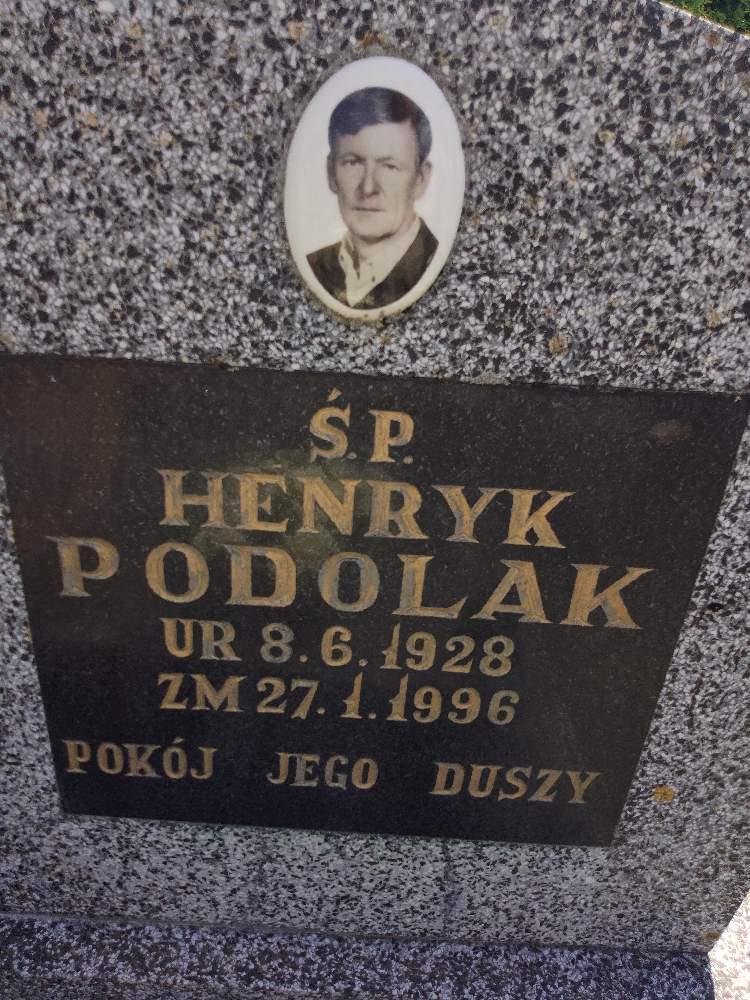 Ś.P.
HENRYK
PODOLAK
UR 8.6.1928
ZM 27.1.1996
POKÓJ JEGO DUSZY